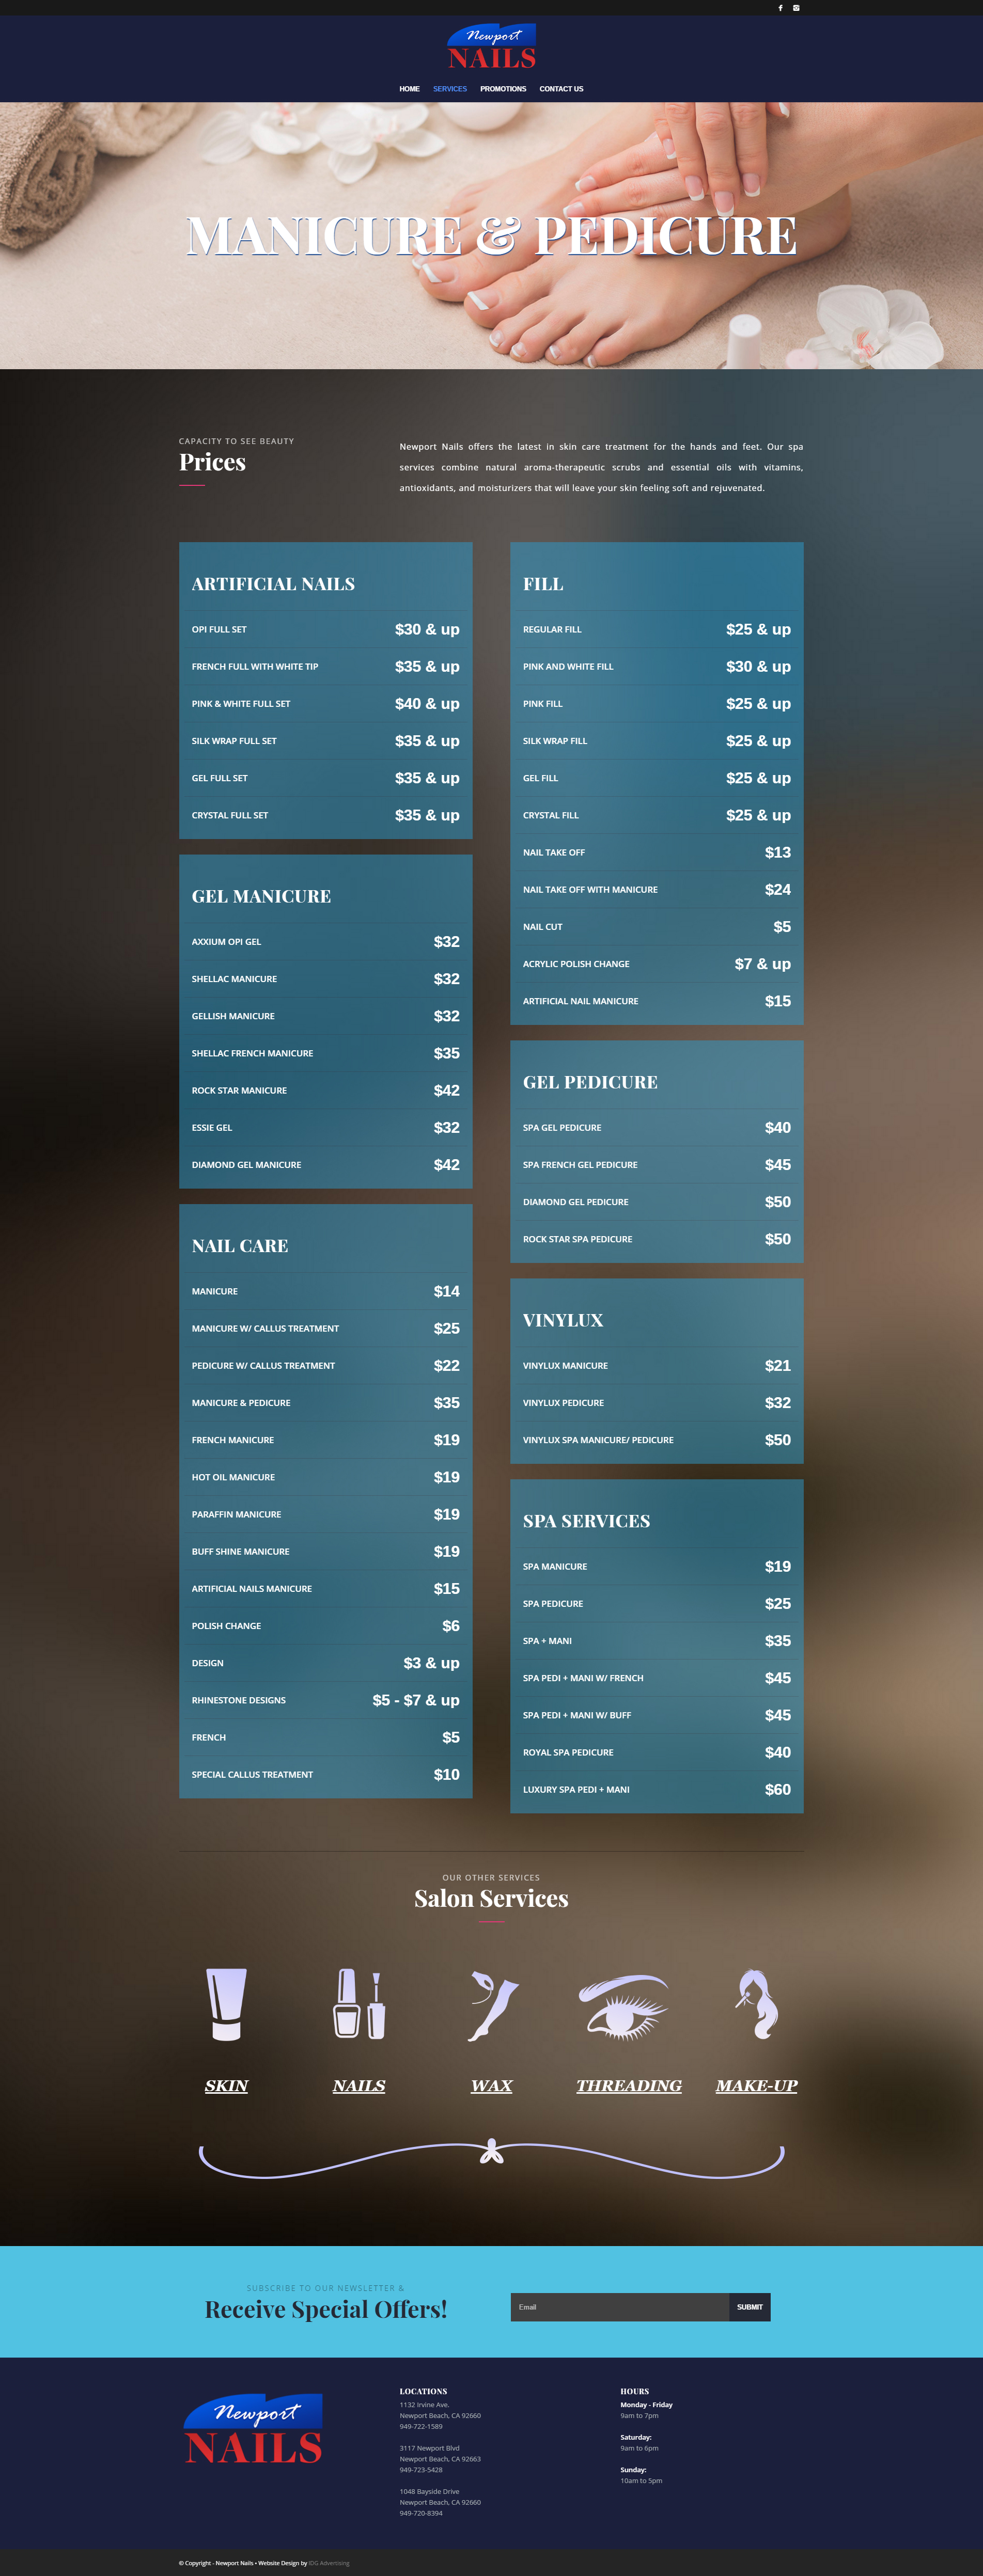 Newport
NAILS
HOME SERVICES PROMOTIONS CONTACT US
MANICURE & PEDICURE
CAPACITY TO SEE BEAUTY
Prices
Newport Nails offers the latest in skin care treatment for the hands and feet. Our spa
services combine natural aroma-therapeutic scrubs and essential oils with vitamins,
antioxidants, and moisturizers that will leave your skin feeling soft and rejuvenated.
ARTIFICIAL NAILS
OPI FULL SET $30 & up
FRENCH FULL WITH WHITE TIP $35 & up
PINK & WHITE FULL SET $40 & up
SILK WRAP FULL SET $35 & up
GEL FULL SET $35 & up
CRYSTAL FULL SET $35 & up
GEL MANICURE
AXXIUM OPI GEL $32
SHELLAC MANICURE $32
GELLISH MANICURE $32
SHELLAC FRENCH MANICURE $35
ROCK STAR MANICURE $42
ESSIE GEL $32
DIAMOND GEL MANICURE $42
NAIL CARE
MANICURE $14
MANICURE W/ CALLUS TREATMENT $25
PEDICURE W/ CALLUS TREATMENT $22
MANICURE & PEDICURE $35
FRENCH MANICURE $19
HOT OIL MANICURE $19
PARAFFIN MANICURE $19
BUFF SHINE MANICURE $19
ARTIFICIAL NAILS MANICURE $15
POLISH CHANGE $6
DESIGN $3 & up
RHINESTONE DESIGNS $5 - $7 & up
FRENCH $5
SPECIAL CALLUS TREATMENT $10
FILL
REGULAR FILL $25 & up
PINK AND WHITE FILL $30 & up
PINK FILL $25 & up
SILK WRAP FILL $25 & up
GEL FILL $25 & up
CRYSTAL FILL $25 & up
NAIL TAKE OFF $13
NAIL TAKE OFF WITH MANICURE $24
NAIL CUT $5
ACRYLIC POLISH CHANGE $7 & up
ARTIFICIAL NAIL MANICURE $15
GEL PEDICURE
SPA GEL PEDICURE $40
SPA FRENCH GEL PEDICURE $45
DIAMOND GEL PEDICURE $50
ROCK STAR SPA PEDICURE $50
VINYLUX
VINYLUX MANICURE $21
VINYLUX PEDICURE $32
VINYLUX SPA MANICURE/ PEDICURE $50
SPA SERVICES
SPA MANICURE $19
SPA PEDICURE $25
SPA + MANI $35
SPA PEDI + MANI W/ FRENCH $45
SPA PEDI + MANI W/ BUFF $45
ROYAL SPA PEDICURE $40
LUXURY SPA PEDI + MANI $60
OUR OTHER SERVICES
Salon Services
SKIN NAILS WAX THREADING MAKE-UP
SUBSCRIBE TO OUR NEWSLETTER &
Receive Special Offers!
Email SUBMIT
Newport
NAILS
LOCATIONS
1132 Irvine Ave.
Newport Beach, CA 92660
949-722-1589
3117 Newport Blvd
Newport Beach, CA 92663
949-723-5428
1048 Bayside Drive
Newport Beach, CA 92660
949-720-8394
HOURS
Monday - Friday
9am to 7pm
Saturday:
9am to 6pm
Sunday:
10am to 5pm
© Copyright - Newport Nails • Website Design by IDG Advertising